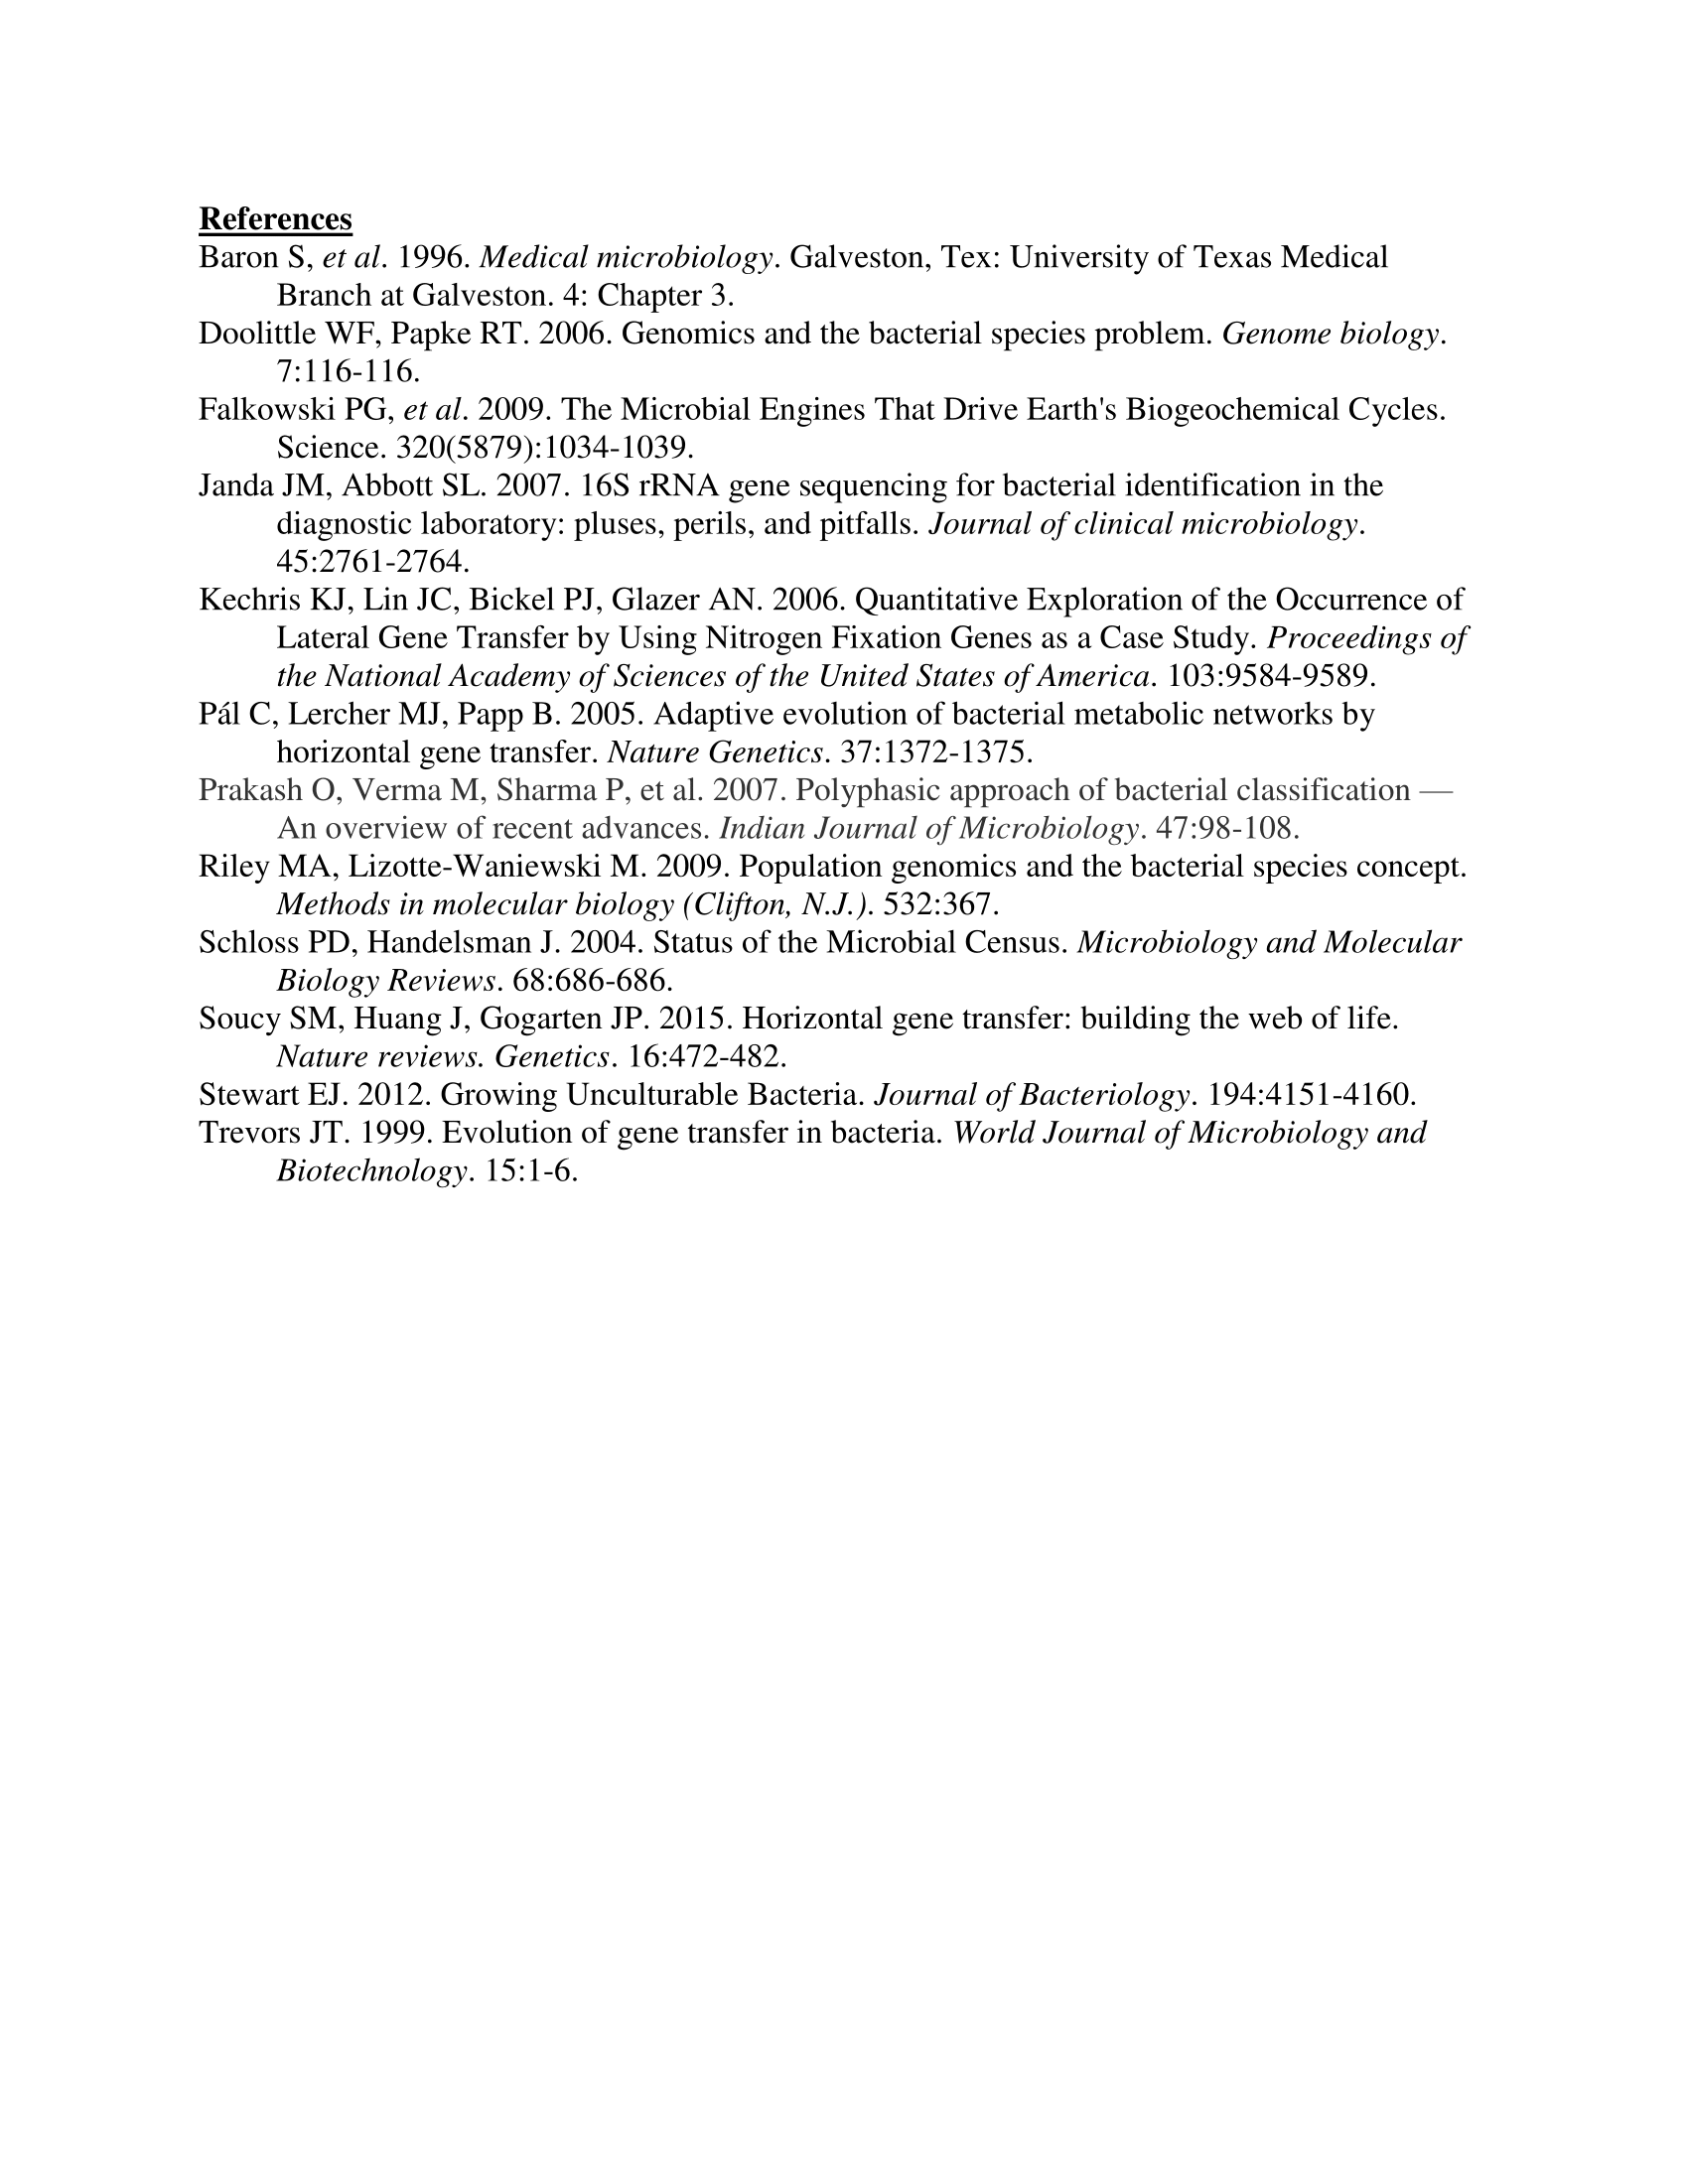 References
Baron S, et al. 1996. Medical microbiology. Galveston, Tex: University of Texas Medical
Branch at Galveston. 4: Chapter 3.
Doolittle WF, Papke RT. 2006. Genomics and the bacterial species problem. Genome biology.
7:116-116.
Falkowski PG, et al. 2009. The Microbial Engines That Drive Earth's Biogeochemical Cycles.
Science. 320(5879):1034-1039.
Janda JM, Abbott SL. 2007. 16S rRNA gene sequencing for bacterial identification in the
diagnostic laboratory: pluses, perils, and pitfalls. Journal of clinical microbiology.
45:2761-2764.
Kechris KJ, Lin JC, Bickel PJ, Glazer AN. 2006. Quantitative Exploration of the Occurrence of
Lateral Gene Transfer by Using Nitrogen Fixation Genes as a Case Study. Proceedings of
the National Academy of Sciences of the United States of America. 103:9584-9589.
Pál C, Lercher MJ, Papp B. 2005. Adaptive evolution of bacterial metabolic networks by
horizontal gene transfer. Nature Genetics. 37:1372-1375.
Prakash O, Verma M, Sharma P, et al. 2007. Polyphasic approach of bacterial classification —
An overview of recent advances. Indian Journal of Microbiology. 47:98-108.
Riley MA, Lizotte-Waniewski M. 2009. Population genomics and the bacterial species concept.
Methods in molecular biology (Clifton, N.J.). 532:367.
Schloss PD, Handelsman J. 2004. Status of the Microbial Census. Microbiology and Molecular
Biology Reviews. 68:686-686.
Soucy SM, Huang J, Gogarten JP. 2015. Horizontal gene transfer: building the web of life.
Nature reviews. Genetics. 16:472-482.
Stewart EJ. 2012. Growing Unculturable Bacteria. Journal of Bacteriology. 194:4151-4160.
Trevors JT. 1999. Evolution of gene transfer in bacteria. World Journal of Microbiology and
Biotechnology. 15:1-6.